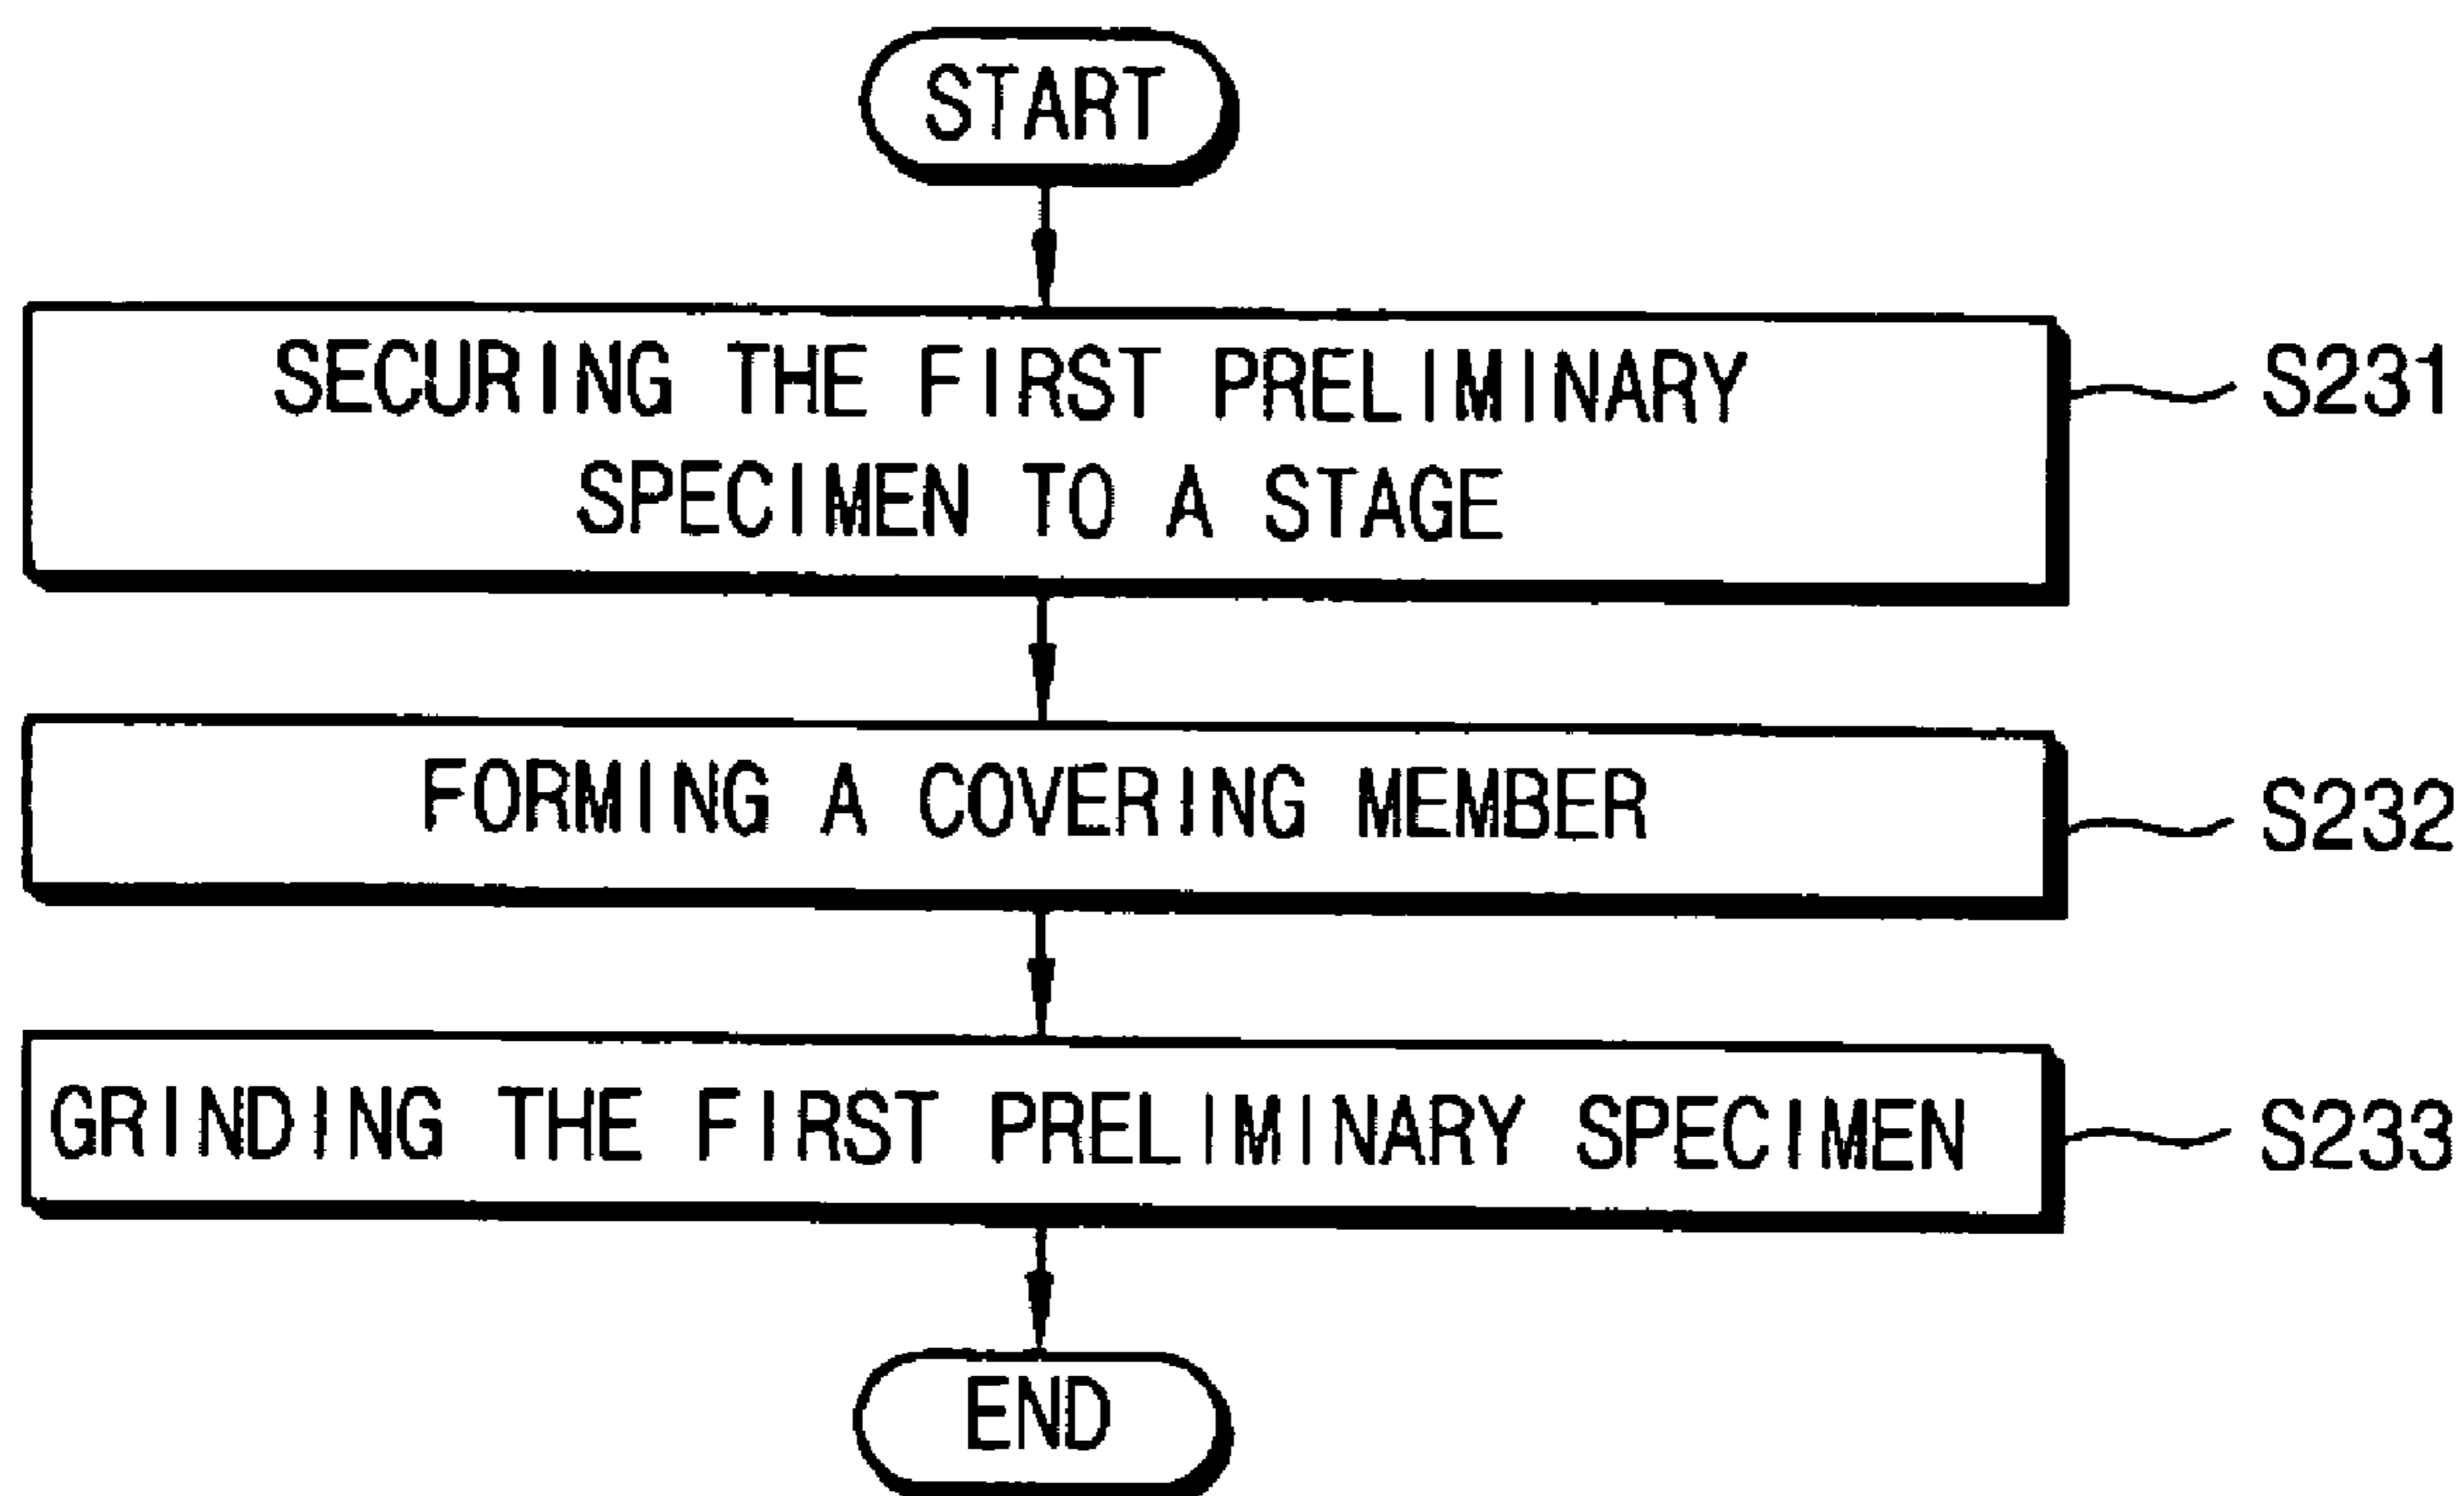 START
SECURING THE FIRST PRELIMINARY
SPECIMEN TO A STAGE
S231
FORMING A COVERING MEMBER
S232
GRINDING THE FIRST PRELIMINARY SPECIMEN
S233
END